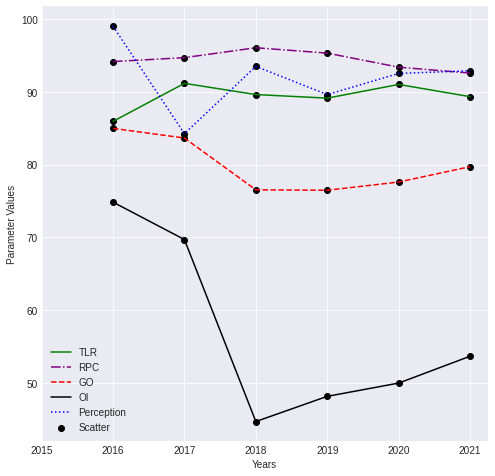 100
90
80
70
60
50
Parameter Values
TLR
RPC
GO
OI
Perception
Scatter
2015 2016 2017 2018 2019 2020 2021
Years